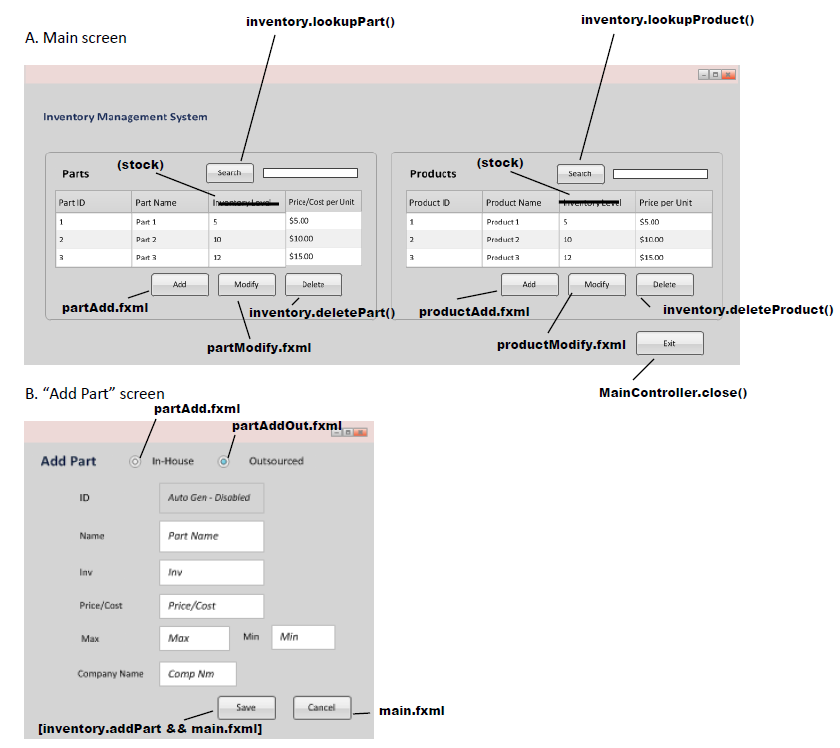 inventory.lookupPart()
inventory.lookupProduct()
A. Main screen
Inventory Management System
Parts
(stock)
Search
Products
(stock)
Search
Part ID Part Name Inventory Level Price/Cost per Unit
1 Part 1 5 $5.00
2 Part 2 10 $10.00
3 Part 3 12 $15.00
Product ID Product Name Inventory Level Price per Unit
1 Product 1 5 $5.00
2 Product 2 10 $10.00
3 Product 3 12 $15.00
Add Modify Delete
Add Modify Delete
partAdd.fxml
inventory.deletePart()
productAdd.fxml
inventory.deleteProduct()
partModify.fxml
productModify.fxml
Exit
MainController.close()
B. “Add Part” screen
partAdd.fxml
partAddOut.fxml
Add Part In-House Outsourced
ID Auto Gen - Disabled
Name Part Name
Inv Inv
Price/Cost Price/Cost
Max Max Min Min
Company Name Comp Nm
Save Cancel
main.fxml
[inventory.addPart && main.fxml]